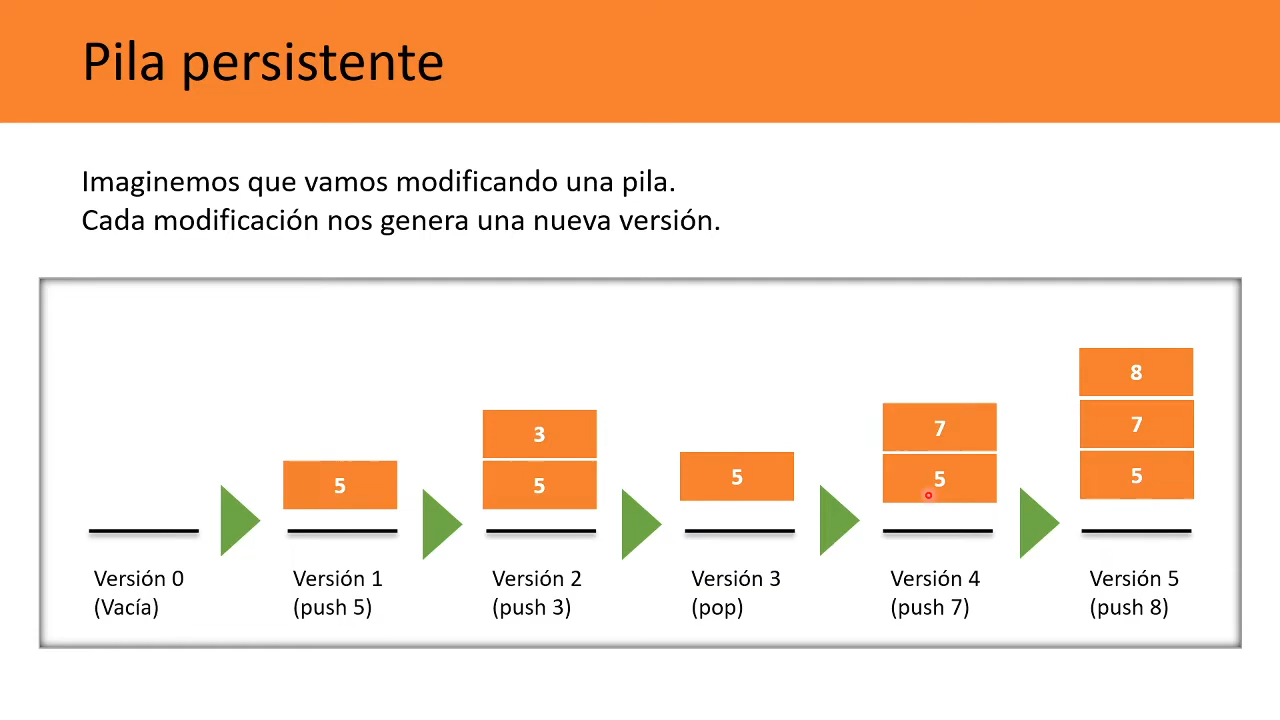 Pila persistente
Imaginemos que vamos modificando una pila.
Cada modificación nos genera una nueva versión.
8
3
7
7
5
5
5
5
5
Versión 0
(Vacía)
Versión 1
(push 5)
Versión 2
(push 3)
Versión 3
(pop)
Versión 4
(push 7)
Versión 5
(push 8)